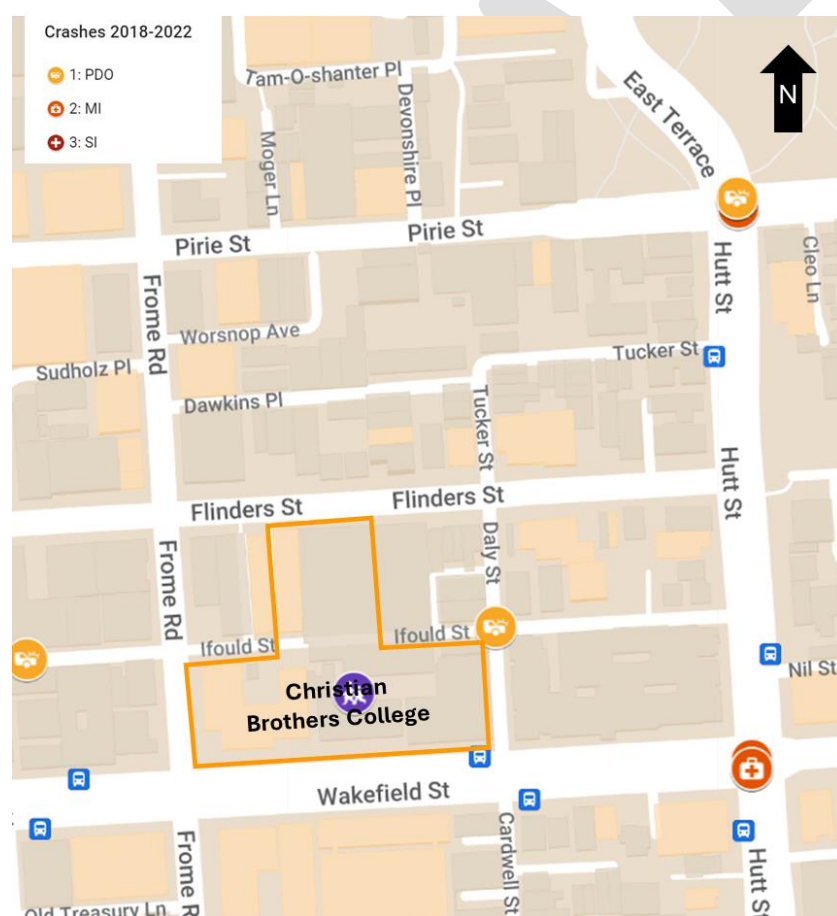 Crashes 2018-2022
1: PDO
2: MI
3: SI
N
Tam-O-shanter Pl
Moger Ln
Devonshire Pl
East Terrace
Pirie St
Pirie St
Hutt St
Cleo Ln
Frome Rd
Worsnop Ave
Sudholz Pl
Tucker St
Dawkins Pl
Tucker St
Flinders St
Flinders St
Hutt St
Daly St
Frome Rd
Ifould St
Ifould St
Nil St
Christian
Brothers College
Wakefield St
Cardwell St
Frome R
Hutt S
Old Treasury Ln